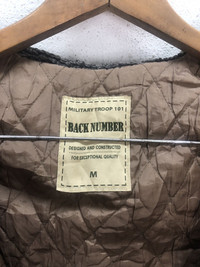 MILITARY TROOP 101
BACK NUMBER
DESIGNED AND CONSTRUCTED
FOR EXCEPTIONAL QUALITY
M